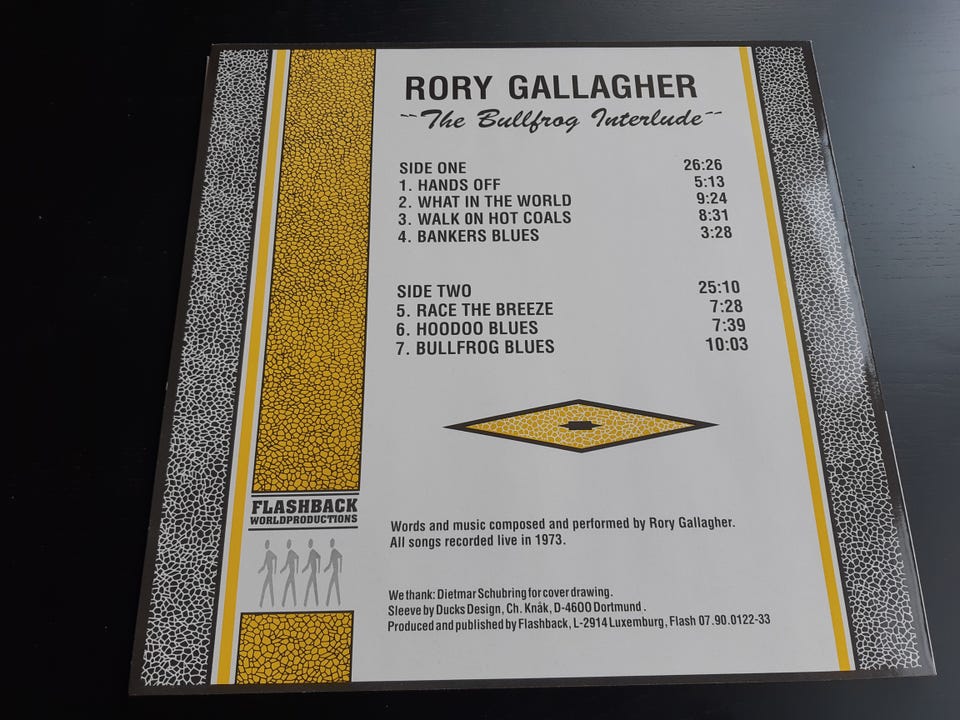 RORY GALLAGHER
~~The Bullfrog Interlude~~
SIDE ONE 26:26
1. HANDS OFF 5:13
2. WHAT IN THE WORLD 9:24
3. WALK ON HOT COALS 8:31
4. BANKERS BLUES 3:28
SIDE TWO 25:10
5. RACE THE BREEZE 7:28
6. HOODOO BLUES 7:39
7. BULLFROG BLUES 10:03
FLASHBACK
WORLDPRODUCTIONS
Words and music composed and performed by Rory Gallagher.
All songs recorded live in 1973.
We thank: Dietmar Schubring for cover drawing.
Sleeve by Ducks Design, Ch. Knåk, D-4600 Dortmund.
Produced and published by Flashback, L-2914 Luxemburg, Flash 07.90.0122-33